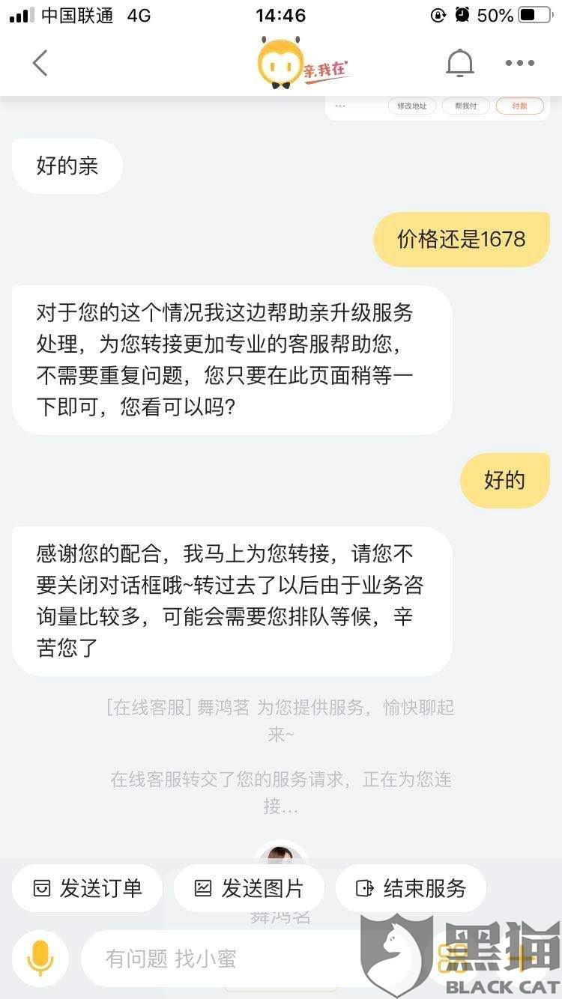 中国联通 4G 14:46 50%
亲,我在
修改地址 帮我付 付款
好的亲
价格还是1678
对于您的这个情况我这边帮助亲升级服务
处理，为您转接更加专业的客服帮助您，
不需要重复问题，您只要在此页面稍等一
下即可，您看可以吗？
好的
感谢您的配合，我马上为您转接，请您不
要关闭对话框哦~转过去了以后由于业务咨
询量比较多，可能会需要您排队等候，辛
苦您了
[在线客服] 舞鸿茗 为您提供服务，愉快聊起
来~
在线客服转交了您的服务请求，正在为您连
接...
发送订单 发送图片 结束服务
舞鸿茗
有问题 找小蜜
黑猫
BLACK CAT